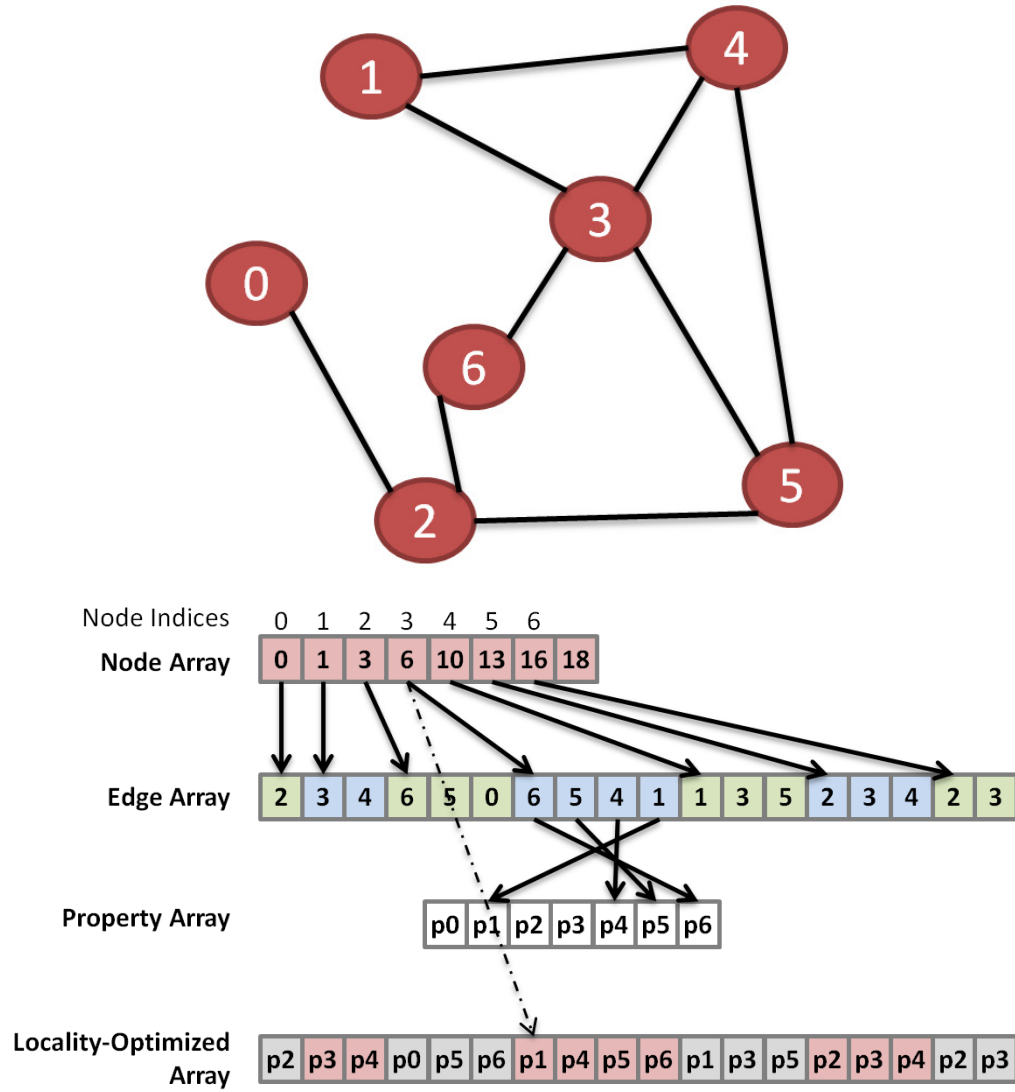 1
4
3
0
6
5
2
Node Indices 0 1 2 3 4 5 6
Node Array 0 1 3 6 10 13 16 18
Edge Array 2 3 4 6 5 0 6 5 4 1 1 3 5 2 3 4 2 3
Property Array p0 p1 p2 p3 p4 p5 p6
Locality-Optimized
Array p2 p3 p4 p0 p5 p6 p1 p4 p5 p6 p1 p3 p5 p2 p3 p4 p2 p3